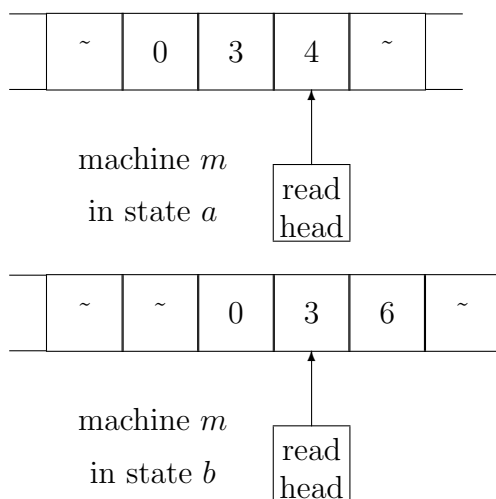 ~ 0 3 4 ~
machine m
in state a
read
head
~ ~ 0 3 6 ~
machine m
in state b
read
head